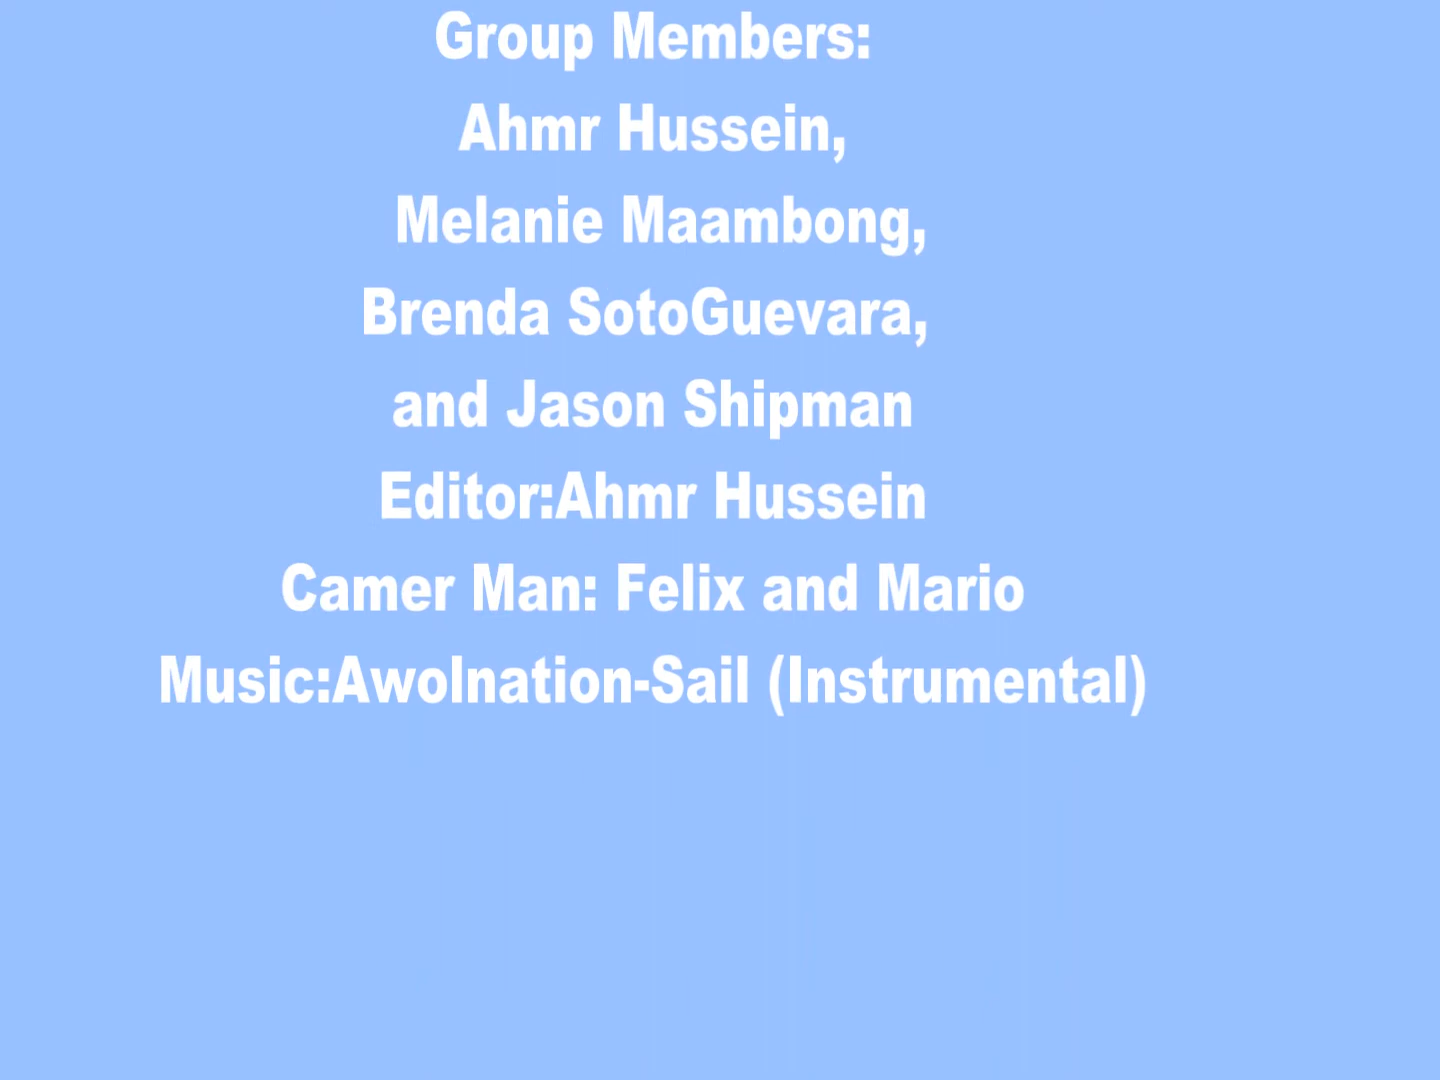 Group Members:
Ahmr Hussein,
Melanie Maambong,
Brenda SotoGuevara,
and Jason Shipman
Editor:Ahmr Hussein
Camer Man: Felix and Mario
Music:Awolnation-Sail (Instrumental)